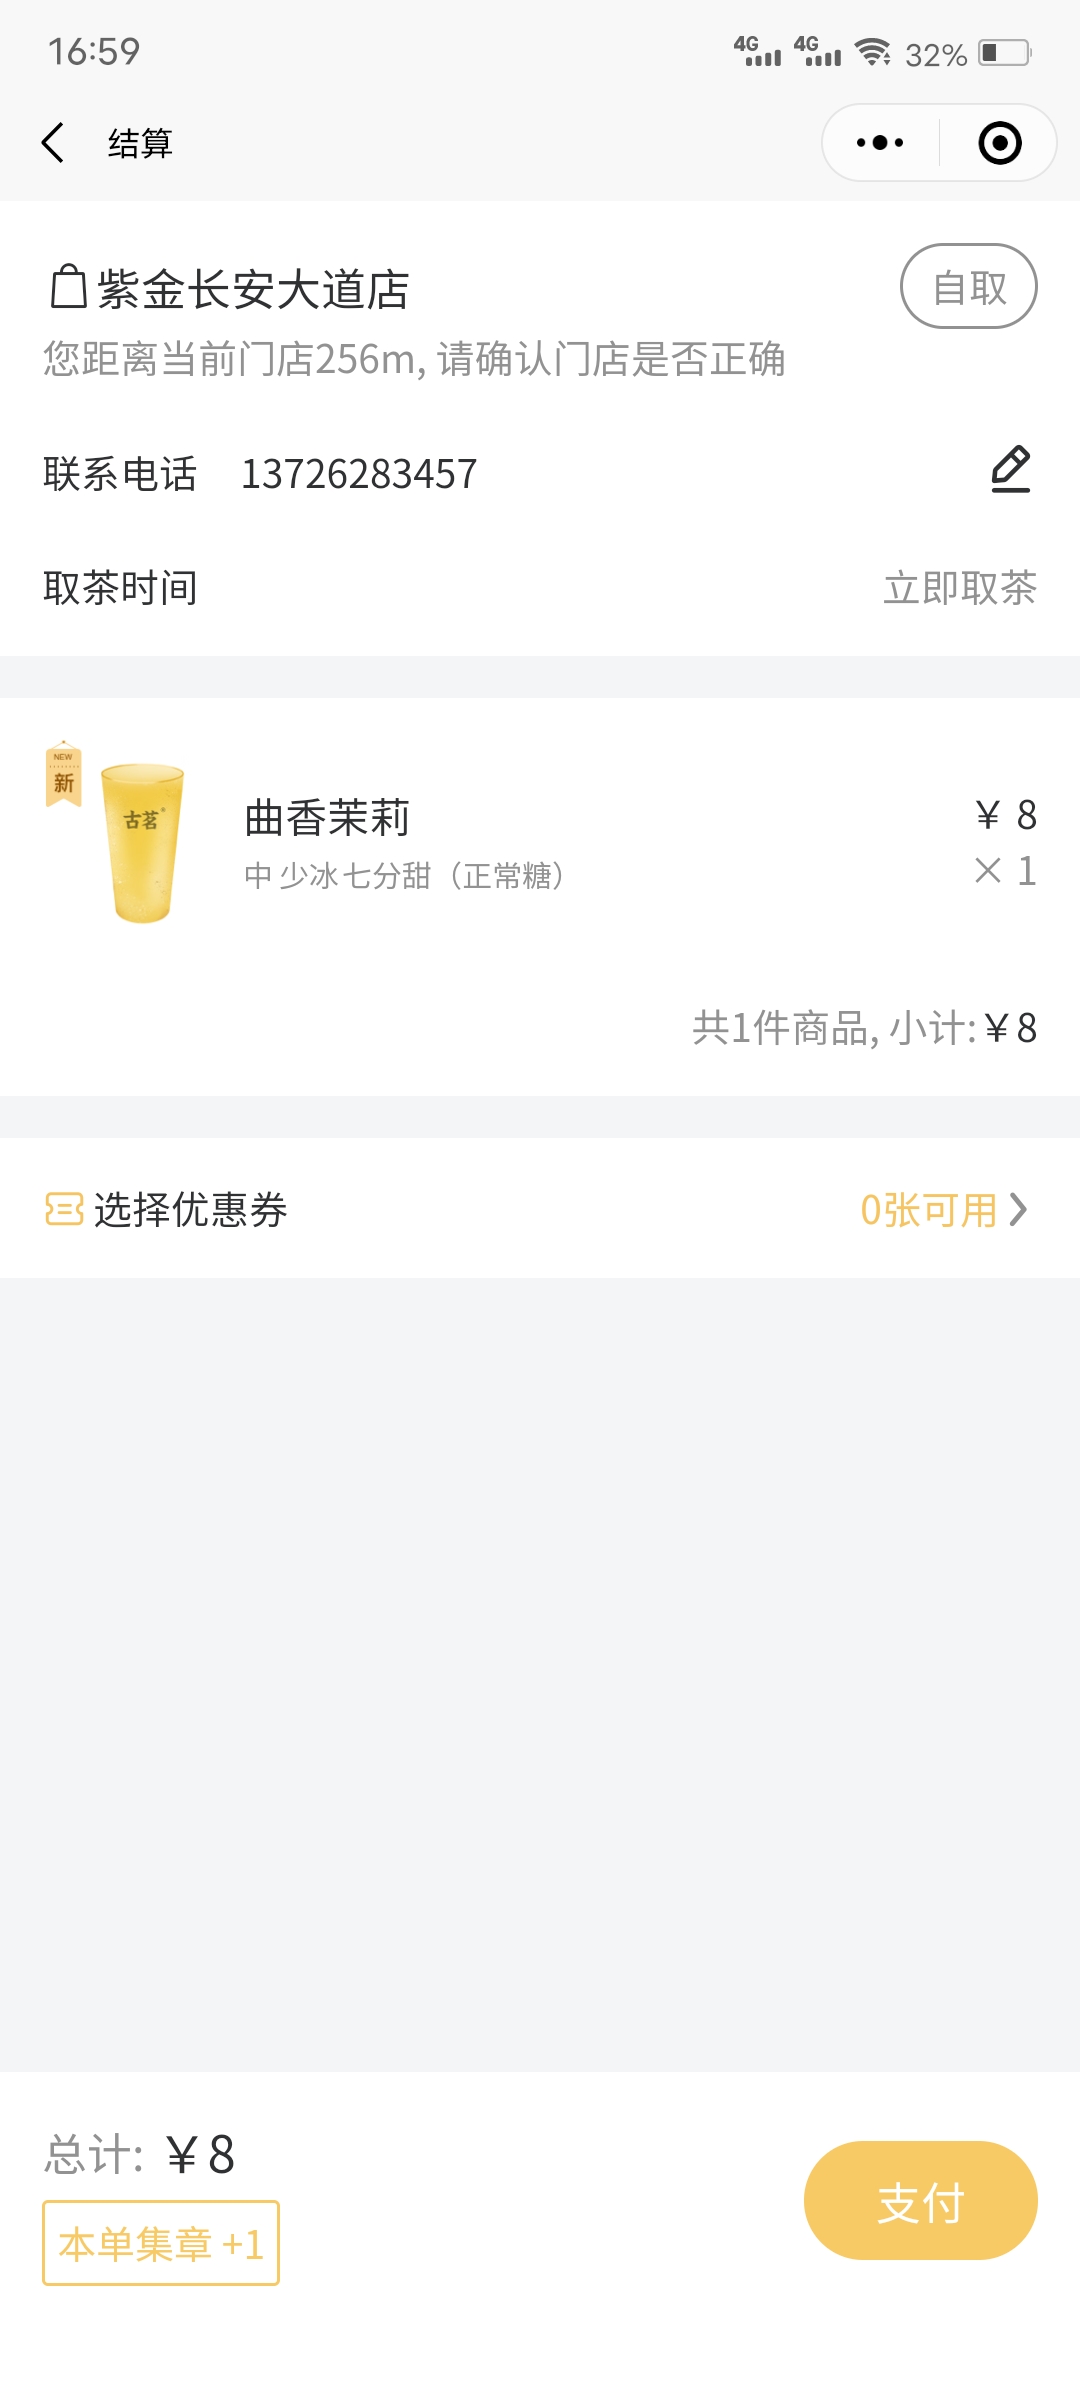 16:59
4G 4G 32%
结算
紫金长安大道店
自取
您距离当前门店256m, 请确认门店是否正确
联系电话 13726283457
取茶时间 立即取茶
NEW
新
古茗
曲香茉莉 ¥ 8
中 少冰 七分甜（正常糖） × 1
共1件商品, 小计: ¥8
选择优惠券 0张可用
总计: ¥8
本单集章 +1
支付